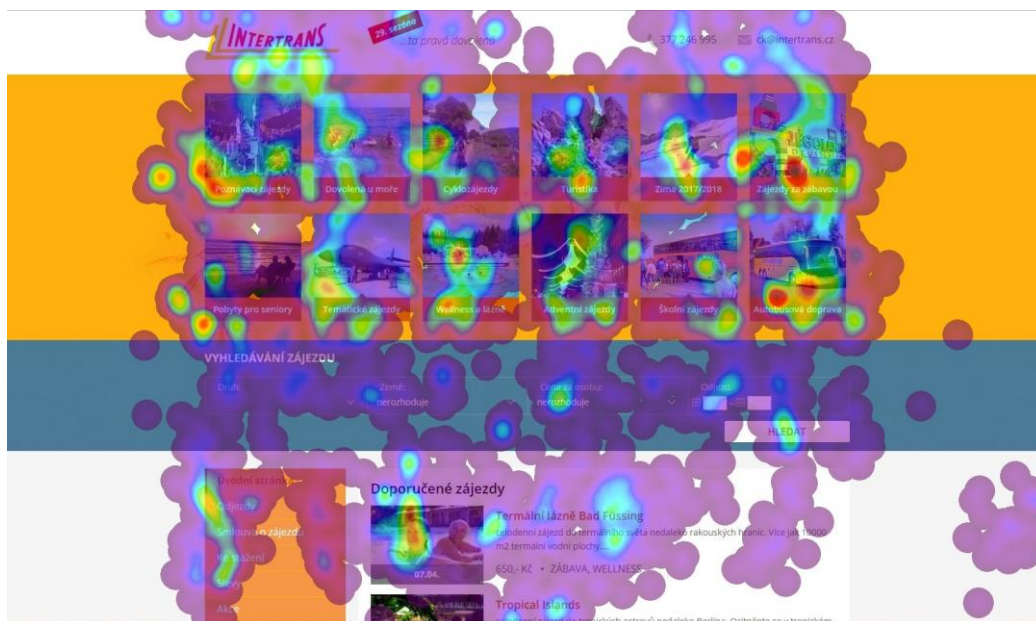 INTERTRANS
29. sezóna
...ta pravá dovolená
377 246 995
ck@intertrans.cz
Poznávací zájezdy
Dovolená u moře
Cyklozájezdy
Turistika
Zima 2017/2018
Zájezdy za zábavou
Pobyty pro seniory
Tematické zájezdy
Wellness a lázně
Adventní zájezdy
Školní zájezdy
Autobusová doprava
VYHLEDÁVÁNÍ ZÁJEZDU
Druh:
Země:
Cena za osobu:
Odjezd:
nerozhoduje
nerozhoduje
HLEDAT
Úvodní stránka
Odjezdy
Smlouva o zájezdu
Ke stažení
Slevy
Akce
Doporučené zájezdy
Termální lázně Bad Füssing
celodenní zájezd do termálního světa nedaleko rakouských hranic. Více jak 10000
m2 termální vodní plochy....
07.04.
650,- Kč • ZÁBAVA, WELLNESS
Tropical Islands